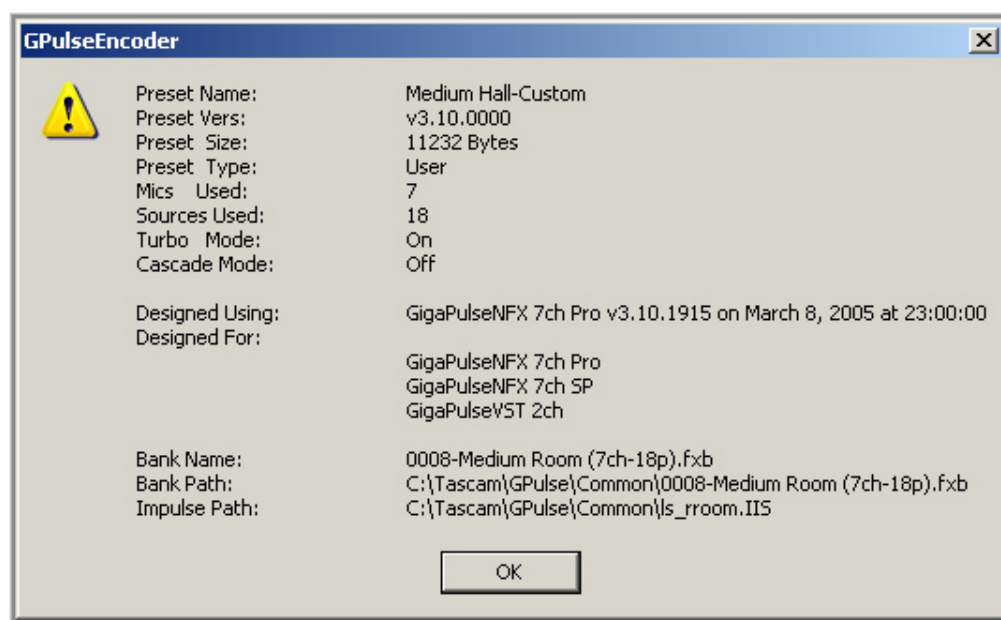 GPulseEncoder
Preset Name: Medium Hall-Custom
Preset Vers: v3.10.0000
Preset Size: 11232 Bytes
Preset Type: User
Mics Used: 7
Sources Used: 18
Turbo Mode: On
Cascade Mode: Off
Designed Using: GigaPulseNFX 7ch Pro v3.10.1915 on March 8, 2005 at 23:00:00
Designed For:
GigaPulseNFX 7ch Pro
GigaPulseNFX 7ch SP
GigaPulseVST 2ch
Bank Name: 0008-Medium Room (7ch-18p).fxb
Bank Path: C:\Tascam\GPulse\Common\0008-Medium Room (7ch-18p).fxb
Impulse Path: C:\Tascam\GPulse\Common\ls_rroom.IIS
OK